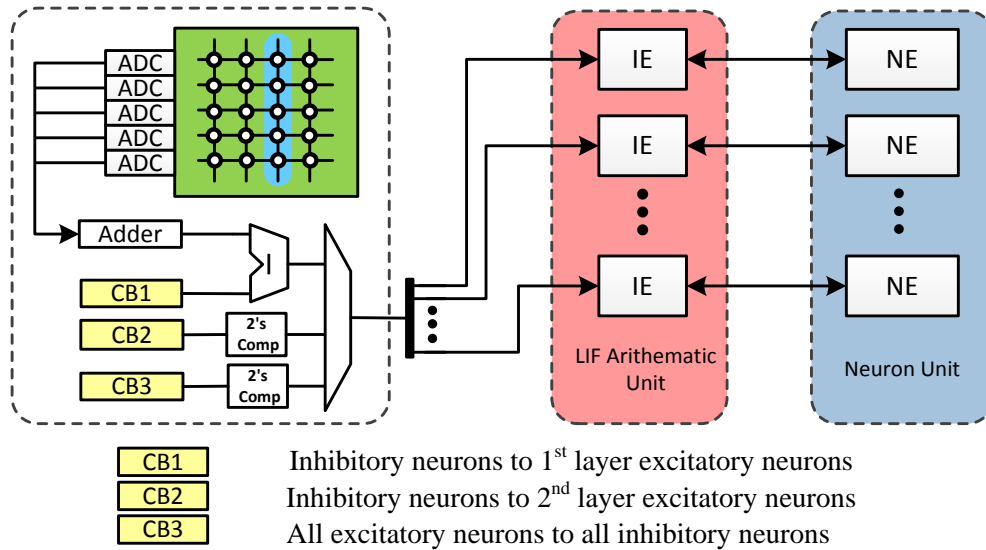 ADC
ADC
ADC
ADC
ADC
Adder
CB1
CB2
2's
Comp
CB3
2's
Comp
IE
IE
IE
LIF Arithematic
Unit
NE
NE
NE
Neuron Unit
CB1 Inhibitory neurons to 1st layer excitatory neurons
CB2 Inhibitory neurons to 2nd layer excitatory neurons
CB3 All excitatory neurons to all inhibitory neurons